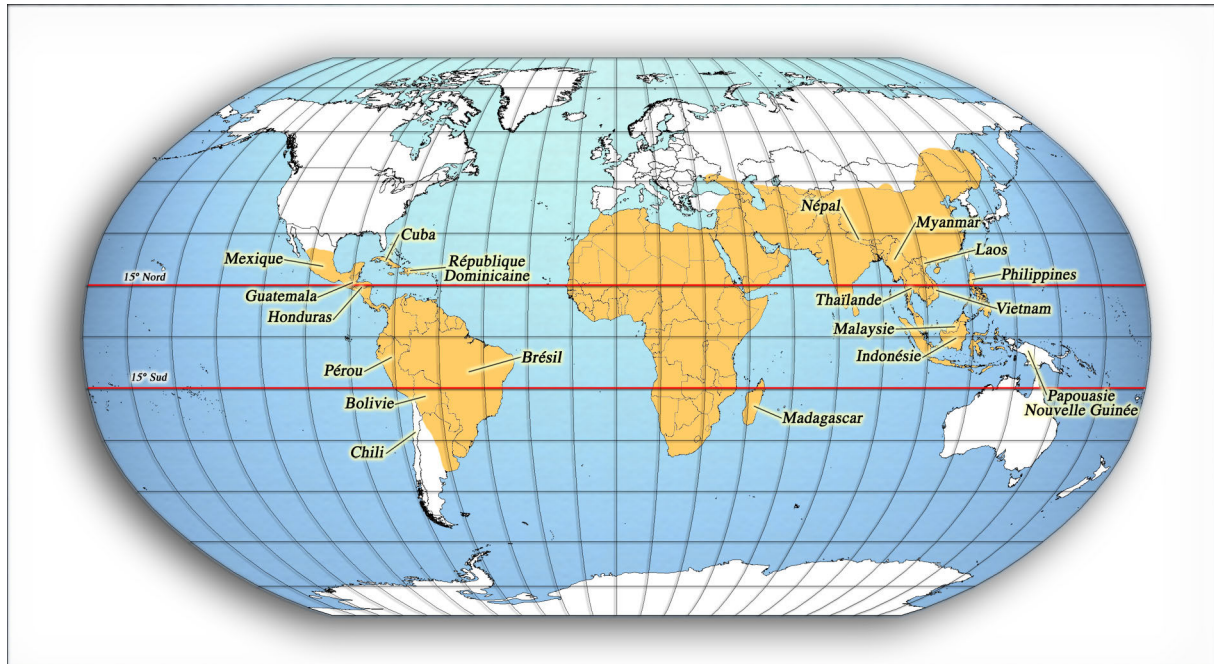 Népal
Myanmar
Cuba
Laos
Mexique
République
Dominicaine
15° Nord
Philippines
Guatemala
Thaïlande
Vietnam
Honduras
Malaysie
Indonésie
Brésil
Pérou
15° Sud
Bolivie
Papouasie
Nouvelle Guinée
Madagascar
Chili